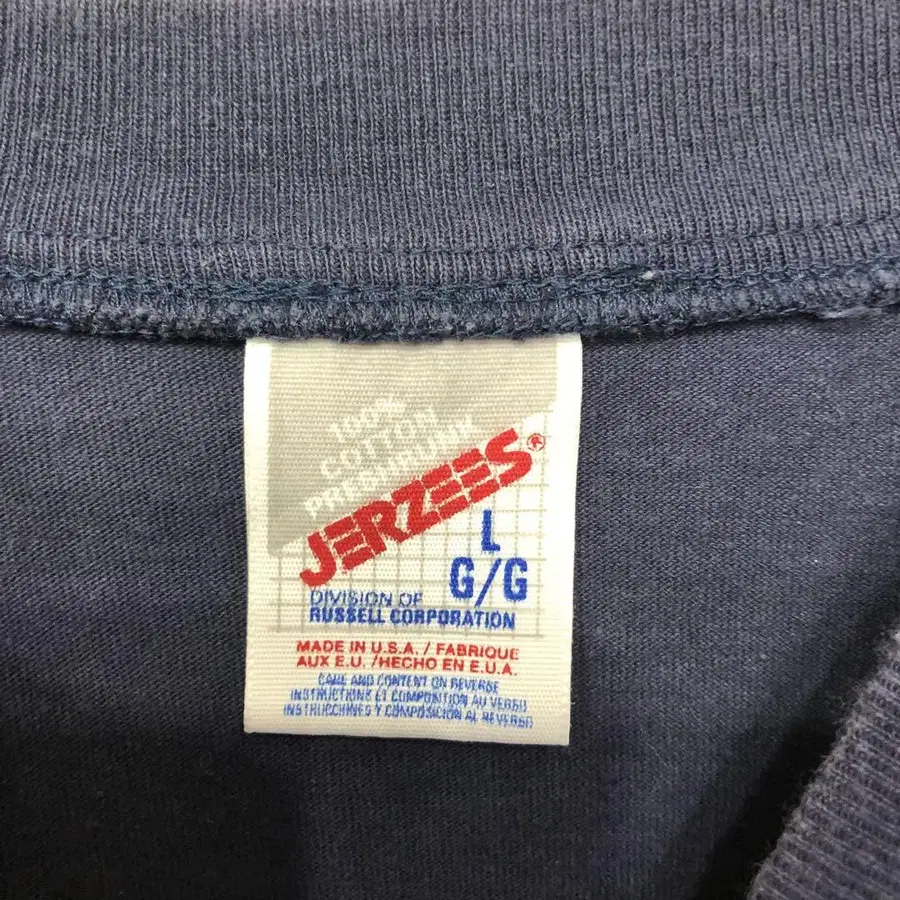 100%
COTTON
PRESHRUNK
JERZEES®
L
G/G
DIVISION OF
RUSSELL CORPORATION
MADE IN U.S.A. / FABRIQUE
AUX E.U. /HECHO EN E.U.A.
CARE AND CONTENT ON REVERSE
INSTRUCTIONS ET COMPOSITION AU VERSO
INSTRUCCIONES Y COMPOSICION AL REVERSO